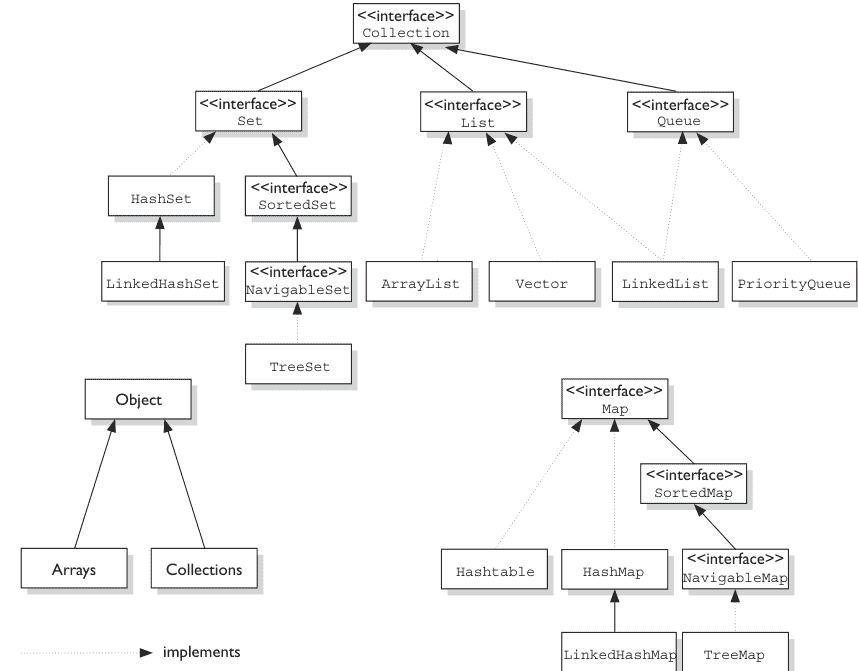 <<interface>>
Collection
<<interface>>
Set
<<interface>>
List
<<interface>>
Queue
HashSet
<<interface>>
SortedSet
LinkedHashSet
<<interface>>
NavigableSet
ArrayList
Vector
LinkedList
PriorityQueue
TreeSet
Object
<<interface>>
Map
<<interface>>
SortedMap
Arrays
Collections
Hashtable
HashMap
<<interface>>
NavigableMap
implements
LinkedHashMap
TreeMap